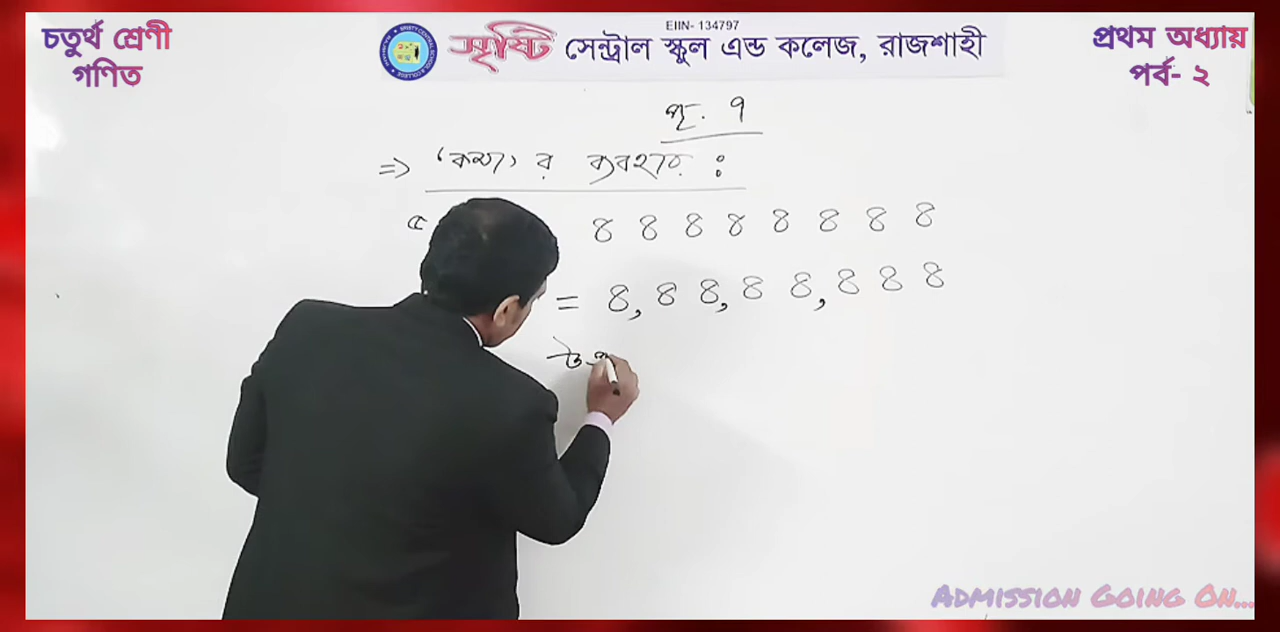 চতুর্থ শ্রেণী
গণিত
EIIN- 134797
সৃষ্টি সেন্ট্রাল স্কুল এন্ড কলেজ, রাজশাহী
প্রথম অধ্যায়
পর্ব- ২
পৃ. ৭
=> 'কমা' র ব্যবহার :
৪ ৪ ৪ ৪ ৪ ৪ ৪ ৪
= ৪, ৪ ৪, ৪ ৪, ৪ ৪ ৪
Admission Going On...